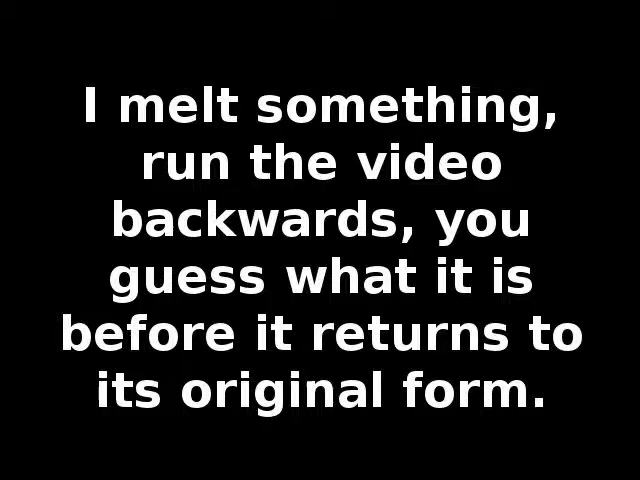 I melt something,
run the video
backwards, you
guess what it is
before it returns to
its original form.